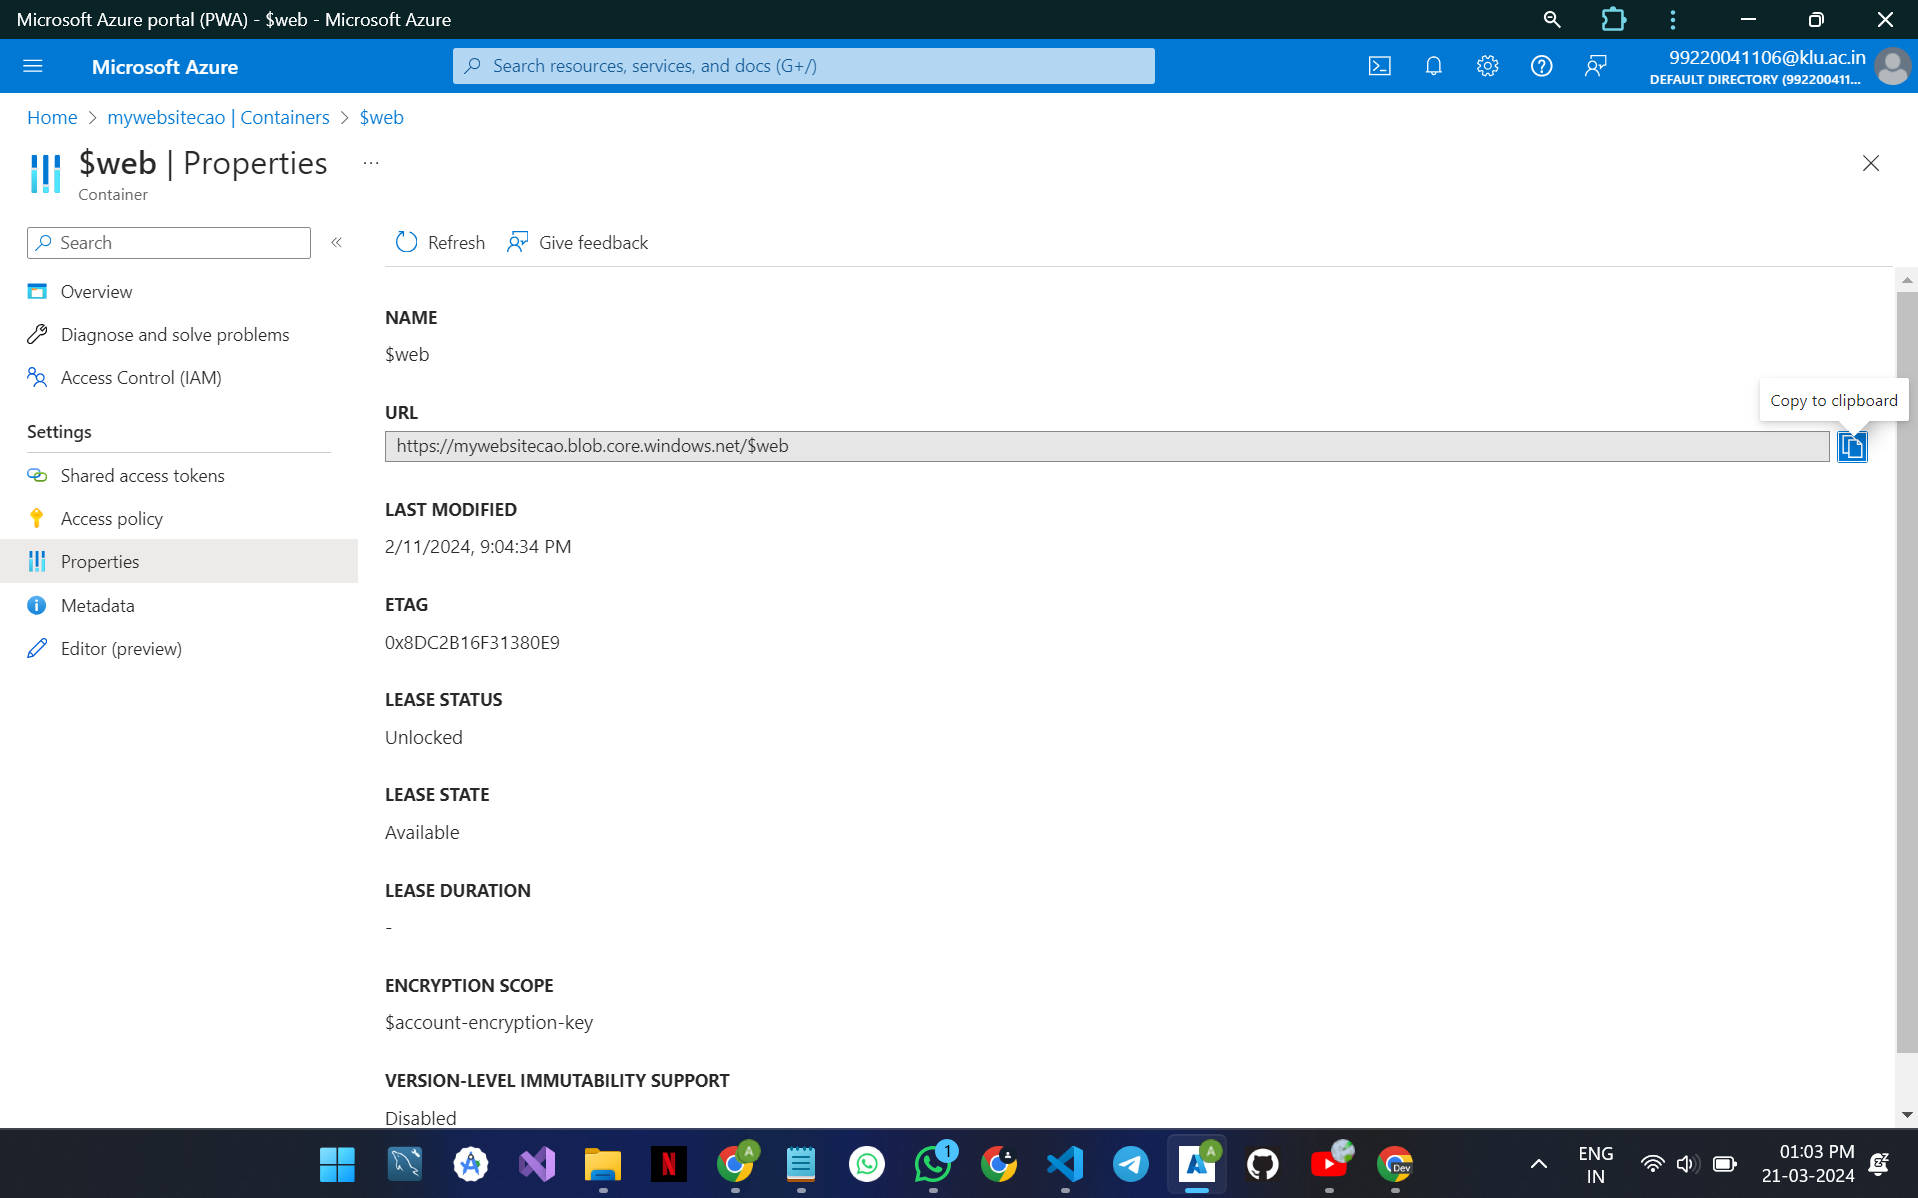 Microsoft Azure portal (PWA) - $web - Microsoft Azure
Microsoft Azure
Search resources, services, and docs (G+/)
99220041106@klu.ac.in
DEFAULT DIRECTORY (992200411...
Home > mywebsitecao | Containers > $web
$web | Properties ...
Container
Search
«
Refresh
Give feedback
Overview
Diagnose and solve problems
Access Control (IAM)
Settings
Shared access tokens
Access policy
Properties
Metadata
Editor (preview)
NAME
$web
URL
Copy to clipboard
https://mywebsitecao.blob.core.windows.net/$web
LAST MODIFIED
2/11/2024, 9:04:34 PM
ETAG
0x8DC2B16F31380E9
LEASE STATUS
Unlocked
LEASE STATE
Available
LEASE DURATION
-
ENCRYPTION SCOPE
$account-encryption-key
VERSION-LEVEL IMMUTABILITY SUPPORT
Disabled
N
A
1
A
Dev
ENG
IN
01:03 PM
21-03-2024